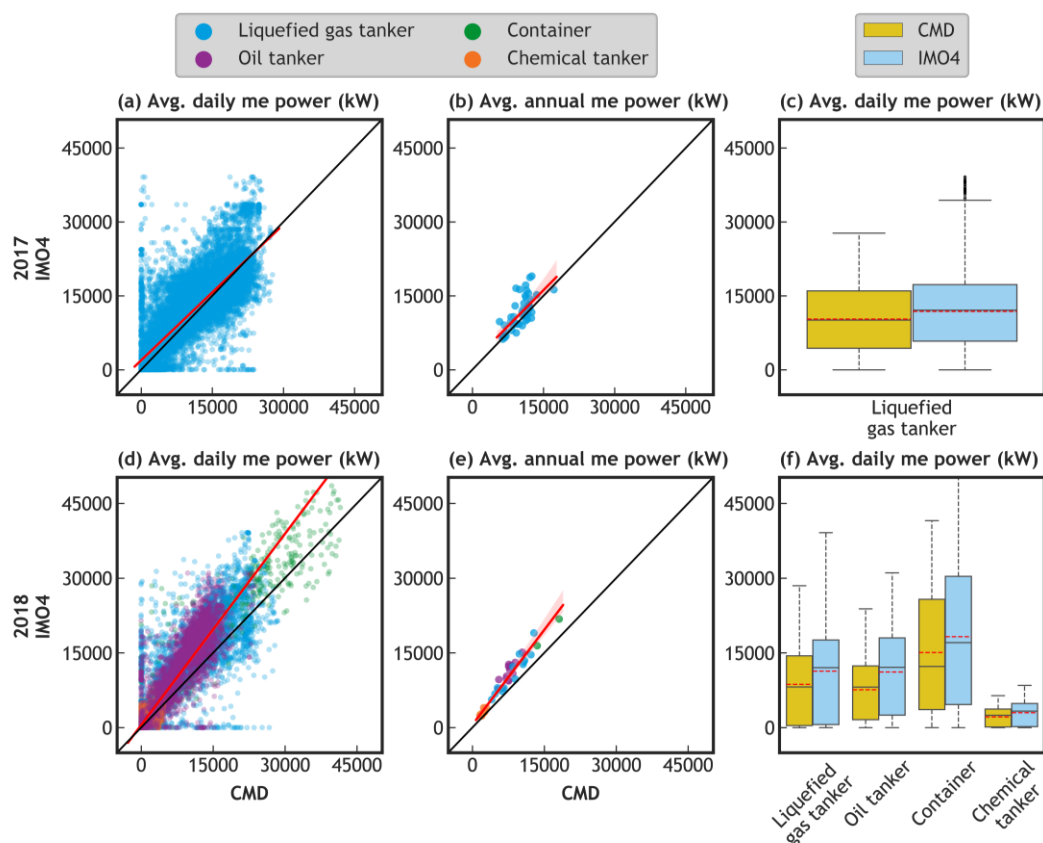 Liquefied gas tanker
Container
Oil tanker
Chemical tanker
CMD
IMO4
(a) Avg. daily me power (kW)
(b) Avg. annual me power (kW)
(c) Avg. daily me power (kW)
2017
IMO4
45000
30000
15000
0
0 15000 30000 45000
45000
30000
15000
0
0 15000 30000 45000
45000
30000
15000
0
Liquefied
gas tanker
(d) Avg. daily me power (kW)
(e) Avg. annual me power (kW)
(f) Avg. daily me power (kW)
2018
IMO4
45000
30000
15000
0
0 15000 30000 45000
CMD
45000
30000
15000
0
0 15000 30000 45000
CMD
45000
30000
15000
0
Liquefied
gas tanker
Oil tanker
Container
Chemical
tanker